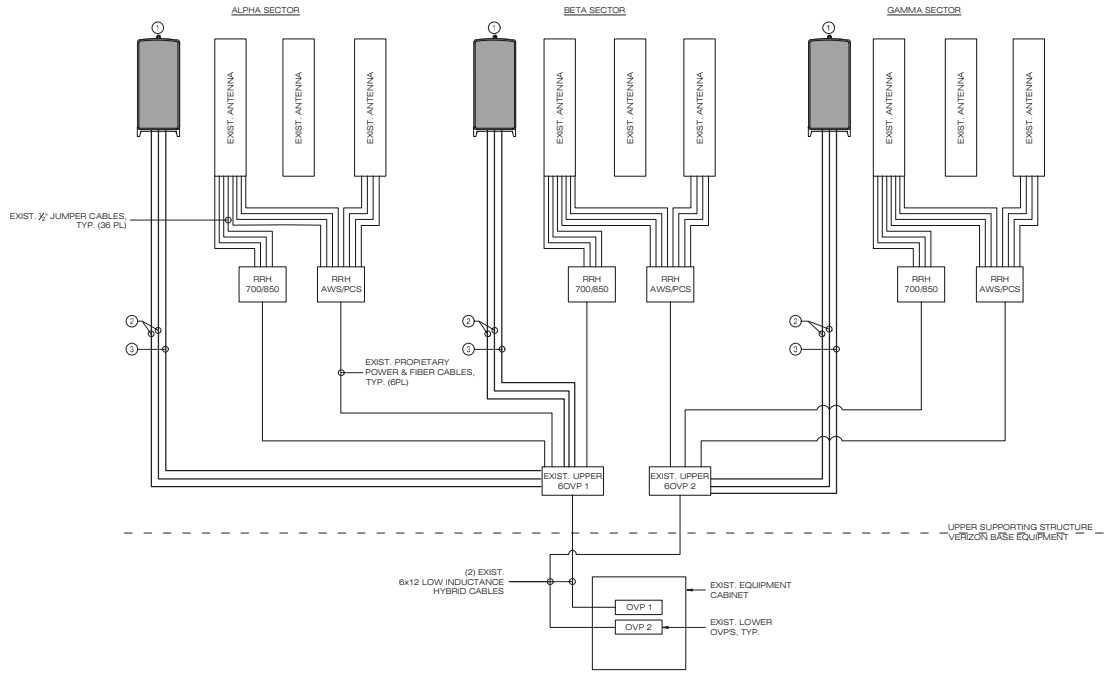 ALPHA SECTOR
BETA SECTOR
GAMMA SECTOR
1
1
1
EXIST. ANTENNA
EXIST. ANTENNA
EXIST. ANTENNA
EXIST. ANTENNA
EXIST. ANTENNA
EXIST. ANTENNA
EXIST. ANTENNA
EXIST. ANTENNA
EXIST. ANTENNA
EXIST. ½" JUMPER CABLES,
TYP. (36 PL)
RRH
700/850
RRH
AWS/PCS
RRH
700/850
RRH
AWS/PCS
RRH
700/850
RRH
AWS/PCS
2
2
2
3
3
3
EXIST. PROPIETARY
POWER & FIBER CABLES,
TYP. (6PL)
EXIST. UPPER
6OVP 1
EXIST. UPPER
6OVP 2
UPPER SUPPORTING STRUCTURE
VERIZON BASE EQUIPMENT
(2) EXIST.
6x12 LOW INDUCTANCE
HYBRID CABLES
EXIST. EQUIPMENT
CABINET
OVP 1
OVP 2
EXIST. LOWER
OVP'S, TYP.